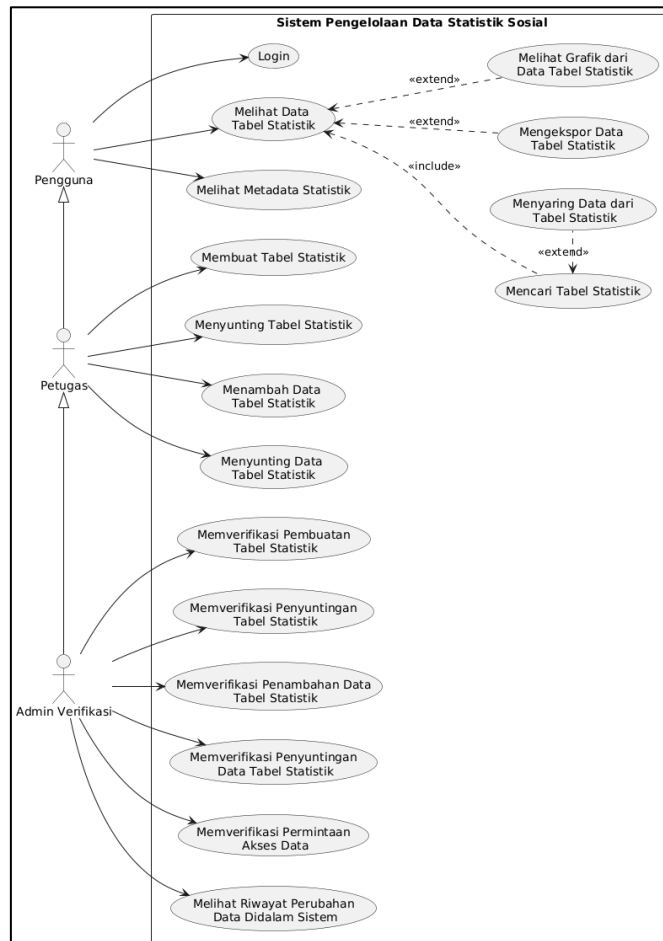 Sistem Pengelolaan Data Statistik Sosial
Login
Melihat Grafik dari
Data Tabel Statistik
«extend»
Melihat Data
Tabel Statistik
«extend»
Mengekspor Data
Tabel Statistik
Pengguna
«include»
Melihat Metadata Statistik
Menyaring Data dari
Tabel Statistik
«extend»
Membuat Tabel Statistik
Mencari Tabel Statistik
Menyunting Tabel Statistik
Petugas
Menambah Data
Tabel Statistik
Menyunting Data
Tabel Statistik
Memverifikasi Pembuatan
Tabel Statistik
Memverifikasi Penyuntingan
Tabel Statistik
Memverifikasi Penambahan Data
Tabel Statistik
Admin Verifikasi
Memverifikasi Penyuntingan
Data Tabel Statistik
Memverifikasi Permintaan
Akses Data
Melihat Riwayat Perubahan
Data Didalam Sistem